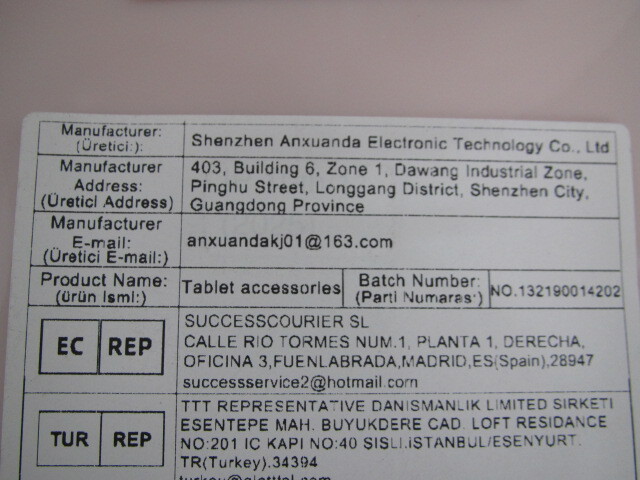 Manufacturer:
(Üretici:):
Shenzhen Anxuanda Electronic Technology Co., Ltd
Manufacturer
Address:
(Üretici Address)
403, Building 6, Zone 1, Dawang Industrial Zone,
Pinghu Street, Longgang District, Shenzhen City,
Guangdong Province
Manufacturer
E-mail:
(Üretici E-mail:)
anxuandakj01@163.com
Product Name:
(ürün Ismi:)
Tablet accessories
Batch Number:
(Parti Numaras:)
NO.132190014202
EC REP
SUCCESSCOURIER SL
CALLE RIO TORMES NUM.1, PLANTA 1, DERECHA,
OFICINA 3,FUENLABRADA,MADRID,ES(Spain),28947
successservice2@hotmail.com
TUR REP
TTT REPRESENTATIVE DANISMANLIK LIMITED SIRKETI
ESENTEPE MAH. BUYUKDERE CAD. LOFT RESIDANCE
NO:201 IC KAPI NO:40 SISLI.İSTANBUL/ESENYURT.
TR(Turkey).34394